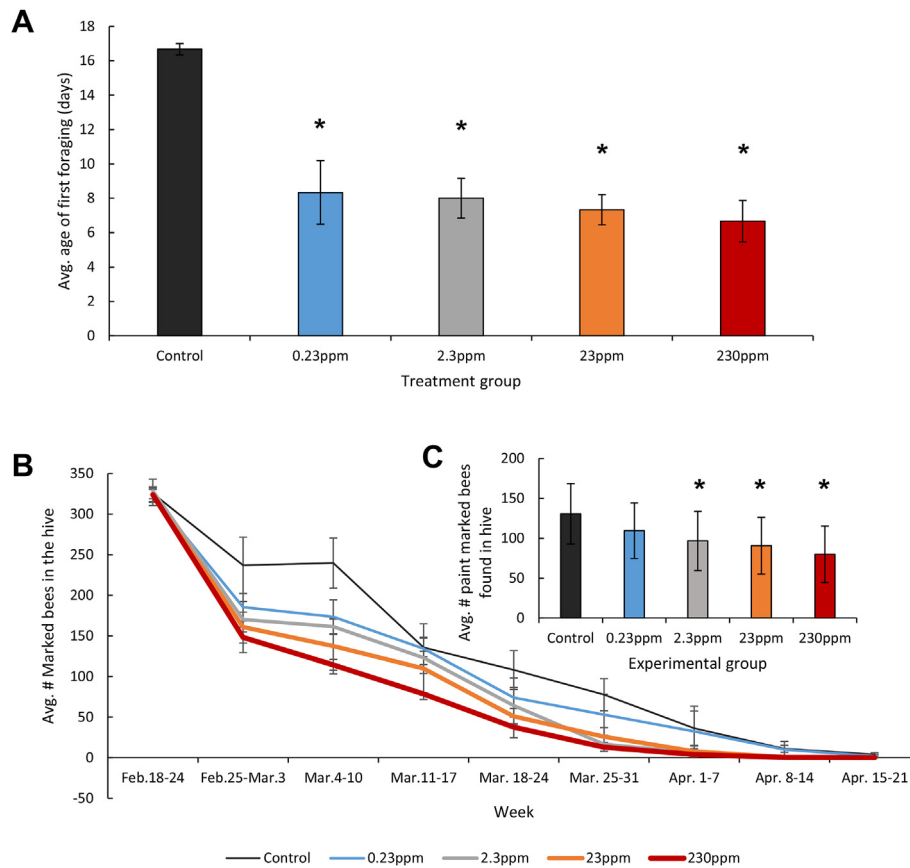 A
18
16
14
12
10
8
6
4
2
0
Avg. age of first foraging (days)
* * * *
Control 0.23ppm 2.3ppm 23ppm 230ppm
Treatment group
B
350
300
250
200
150
100
50
0
-50
Avg. # Marked bees in the hive
Feb.18-24 Feb.25-Mar.3 Mar.4-10 Mar.11-17 Mar. 18-24 Mar. 25-31 Apr. 1-7 Apr. 8-14 Apr. 15-21
Week
C
200
150
100
50
0
Avg. # paint marked bees
found in hive
* * *
Control 0.23ppm 2.3ppm 23ppm 230ppm
Experimental group
Control 0.23ppm 2.3ppm 23ppm 230ppm